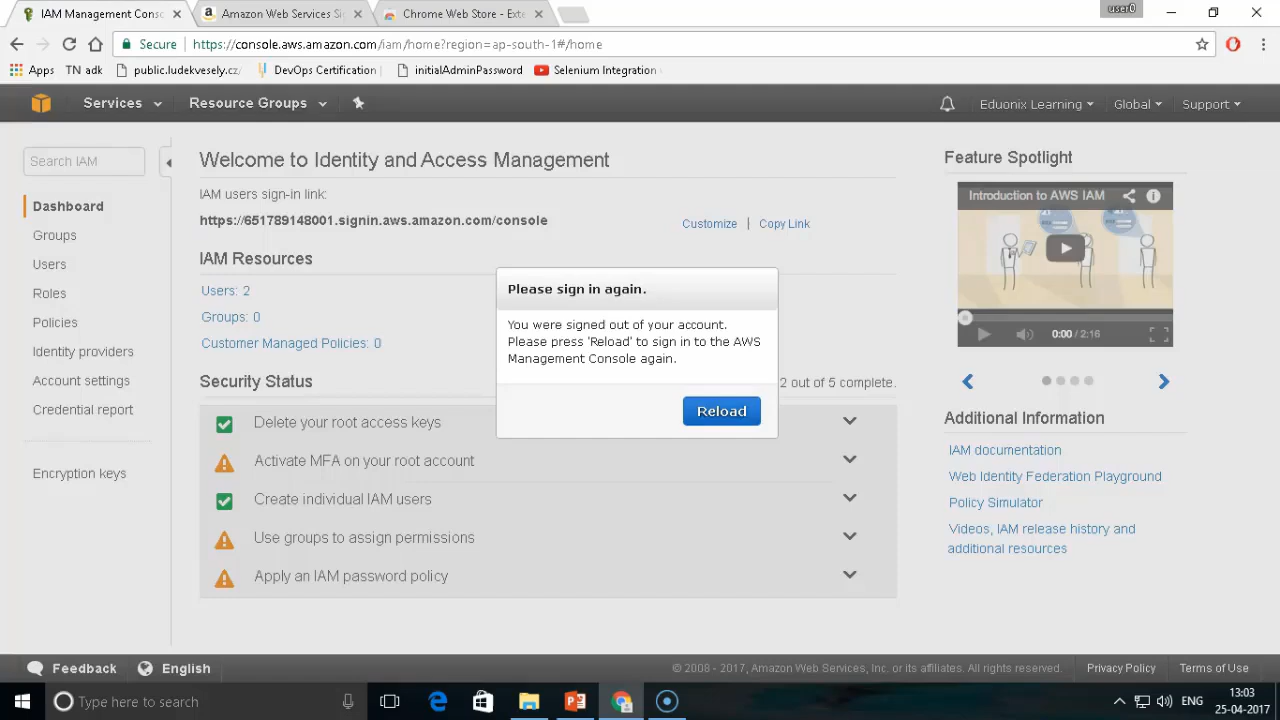 IAM Management Conso
Amazon Web Services Si
Chrome Web Store - Exte
user0
Secure
https://console.aws.amazon.com/iam/home?region=ap-south-1#/home
Apps
TN adk
public.ludekvesely.cz/
DevOps Certification
initialAdminPassword
Selenium Integration
Services
Resource Groups
Eduonix Learning
Global
Support
Search IAM
Dashboard
Groups
Users
Roles
Policies
Identity providers
Account settings
Credential report
Encryption keys
Welcome to Identity and Access Management
IAM users sign-in link:
https://651789148001.signin.aws.amazon.com/console
Customize | Copy Link
IAM Resources
Users: 2
Groups: 0
Customer Managed Policies: 0
Security Status
2 out of 5 complete.
Delete your root access keys
Activate MFA on your root account
Create individual IAM users
Use groups to assign permissions
Apply an IAM password policy
Please sign in again.
You were signed out of your account.
Please press 'Reload' to sign in to the AWS
Management Console again.
Reload
Feature Spotlight
Introduction to AWS IAM
0:00 / 2:16
Additional Information
IAM documentation
Web Identity Federation Playground
Policy Simulator
Videos, IAM release history and
additional resources
Feedback
English
© 2008 - 2017, Amazon Web Services, Inc. or its affiliates. All rights reserved.
Privacy Policy
Terms of Use
Type here to search
ENG
13:03
25-04-2017